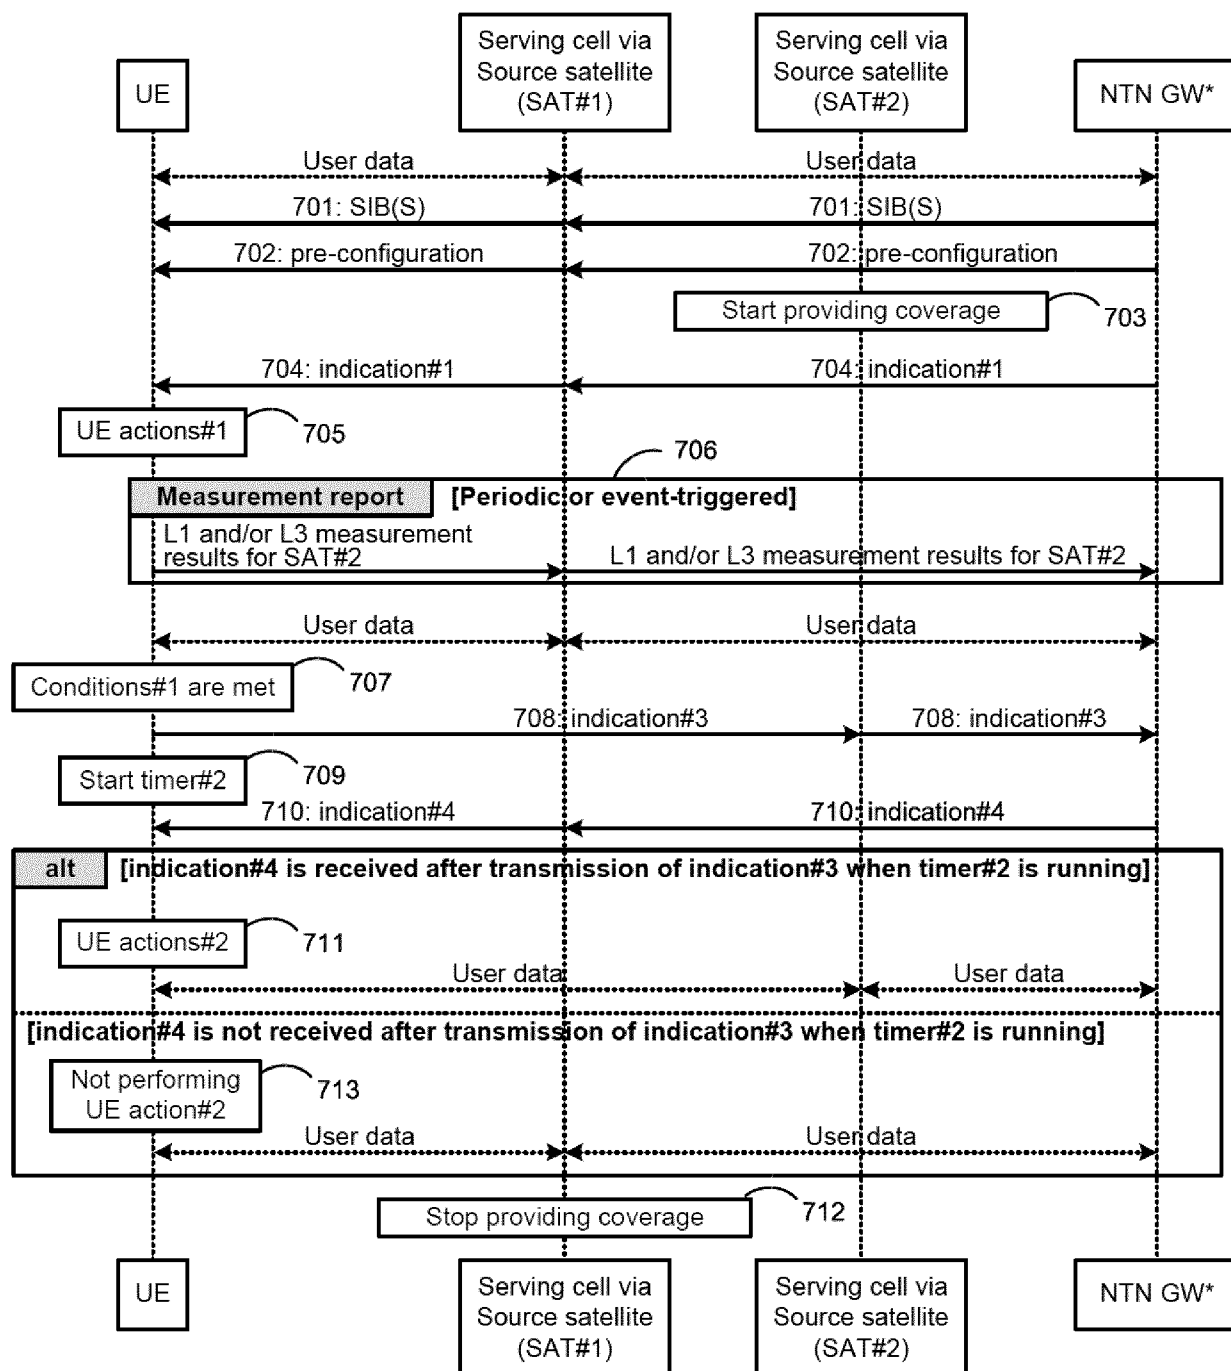 UE
Serving cell via
Source satellite
(SAT#1)
Serving cell via
Source satellite
(SAT#2)
NTN GW*
User data
User data
701: SIB(S)
701: SIB(S)
702: pre-configuration
702: pre-configuration
Start providing coverage
703
704: indication#1
704: indication#1
UE actions#1
705
706
Measurement report
[Periodic or event-triggered]
L1 and/or L3 measurement
results for SAT#2
L1 and/or L3 measurement results for SAT#2
User data
User data
Conditions#1 are met
707
708: indication#3
708: indication#3
Start timer#2
709
710: indication#4
710: indication#4
alt
[indication#4 is received after transmission of indication#3 when timer#2 is running]
UE actions#2
711
User data
User data
[indication#4 is not received after transmission of indication#3 when timer#2 is running]
Not performing
UE action#2
713
User data
User data
Stop providing coverage
712
UE
Serving cell via
Source satellite
(SAT#1)
Serving cell via
Source satellite
(SAT#2)
NTN GW*